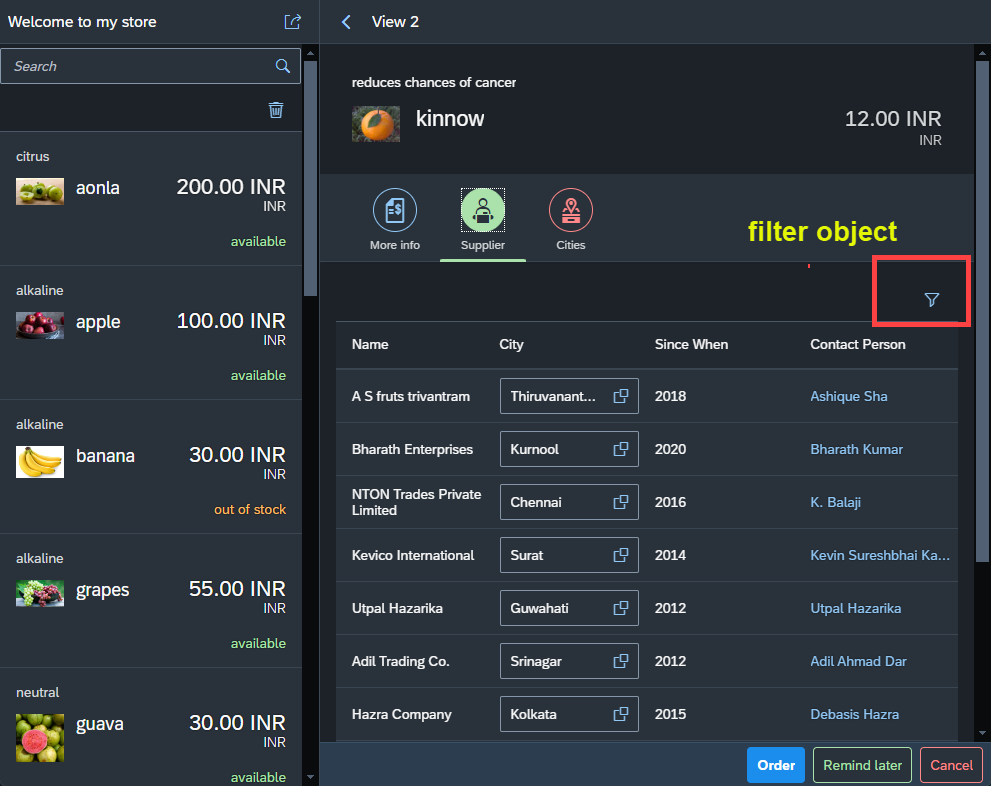 Welcome to my store
Search
citrus
aonla
200.00 INR
INR
available
alkaline
apple
100.00 INR
INR
available
alkaline
banana
30.00 INR
INR
out of stock
alkaline
grapes
55.00 INR
INR
available
neutral
guava
30.00 INR
INR
available
View 2
reduces chances of cancer
kinnow
12.00 INR
INR
More info
Supplier
Cities
filter object
Name City Since When Contact Person
A S fruts trivantram Thiruvanant... 2018 Ashique Sha
Bharath Enterprises Kurnool 2020 Bharath Kumar
NTON Trades Private
Limited
Chennai 2016 K. Balaji
Kevico International Surat 2014 Kevin Sureshbhai Ka...
Utpal Hazarika Guwahati 2012 Utpal Hazarika
Adil Trading Co. Srinagar 2012 Adil Ahmad Dar
Hazra Company Kolkata 2015 Debasis Hazra
Order Remind later Cancel